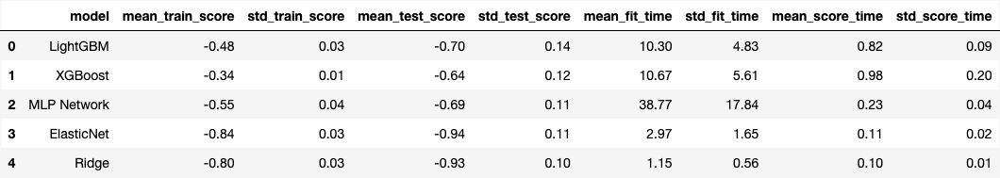 model mean_train_score std_train_score mean_test_score std_test_score mean_fit_time std_fit_time mean_score_time std_score_time
0 LightGBM -0.48 0.03 -0.70 0.14 10.30 4.83 0.82 0.09
1 XGBoost -0.34 0.01 -0.64 0.12 10.67 5.61 0.98 0.20
2 MLP Network -0.55 0.04 -0.69 0.11 38.77 17.84 0.23 0.04
3 ElasticNet -0.84 0.03 -0.94 0.11 2.97 1.65 0.11 0.02
4 Ridge -0.80 0.03 -0.93 0.10 1.15 0.56 0.10 0.01